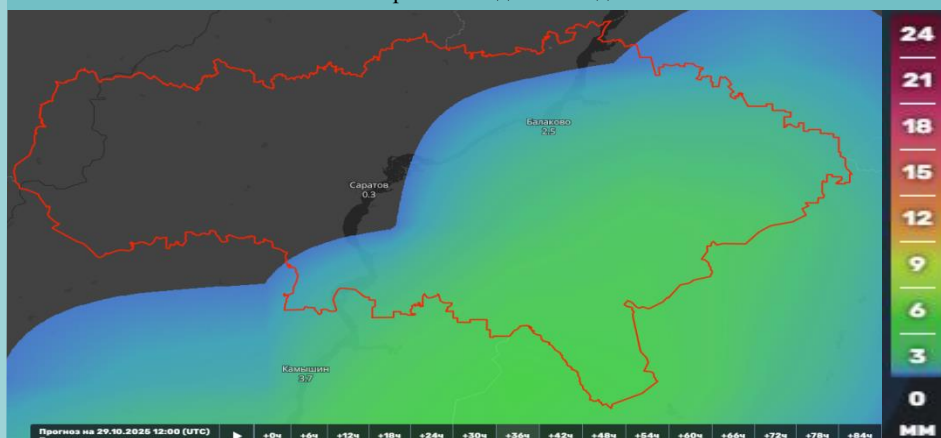 Балаково
2.5
Саратов
0.3
Камышин
3.7
24
21
18
15
12
9
6
3
0
мм
Прогноз на 29.10.2025 12:00 (UTC)
+0ч +6ч +12ч +18ч +24ч +30ч +36ч +42ч +48ч +54ч +60ч +66ч +72ч +78ч +84ч